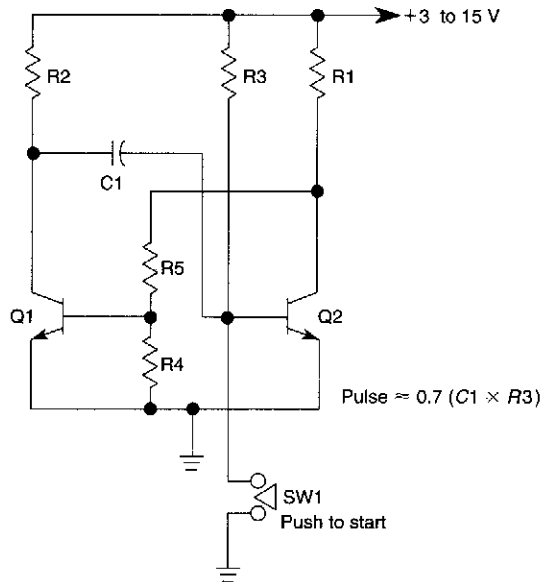 +3 to 15 V
R2
R3
R1
C1
R5
Q1
Q2
R4
Pulse ≈ 0.7 (C1 × R3)
SW1
Push to start